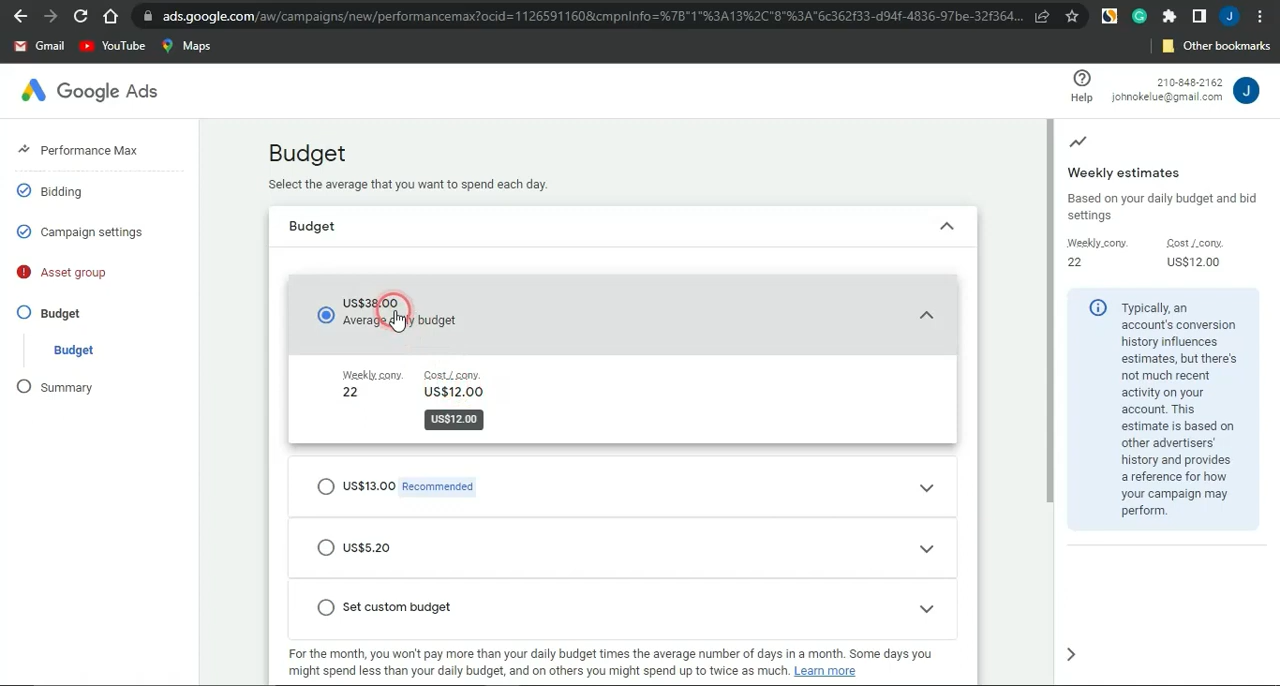 ads.google.com/aw/campaigns/new/performancemax?ocid=1126591160&cmpnInfo=%7B"1"%3A13%2C"8"%3A"6c362f33-d94f-4836-97be-32f364...
J
Gmail
YouTube
Maps
Other bookmarks
Google Ads
Help
210-848-2162
johnokelue@gmail.com
J
Performance Max
Bidding
Campaign settings
Asset group
Budget
Budget
Summary
Budget
Select the average that you want to spend each day.
Budget
US$38.00
Average daily budget
Weekly conv.
Cost / conv.
22
US$12.00
US$12.00
US$13.00 Recommended
US$5.20
Set custom budget
For the month, you won't pay more than your daily budget times the average number of days in a month. Some days you
might spend less than your daily budget, and on others you might spend up to twice as much. Learn more
Weekly estimates
Based on your daily budget and bid
settings
Weekly conv.
Cost / conv.
22
US$12.00
Typically, an
account's conversion
history influences
estimates, but there's
not much recent
activity on your
account. This
estimate is based on
other advertisers'
history and provides
a reference for how
your campaign may
perform.